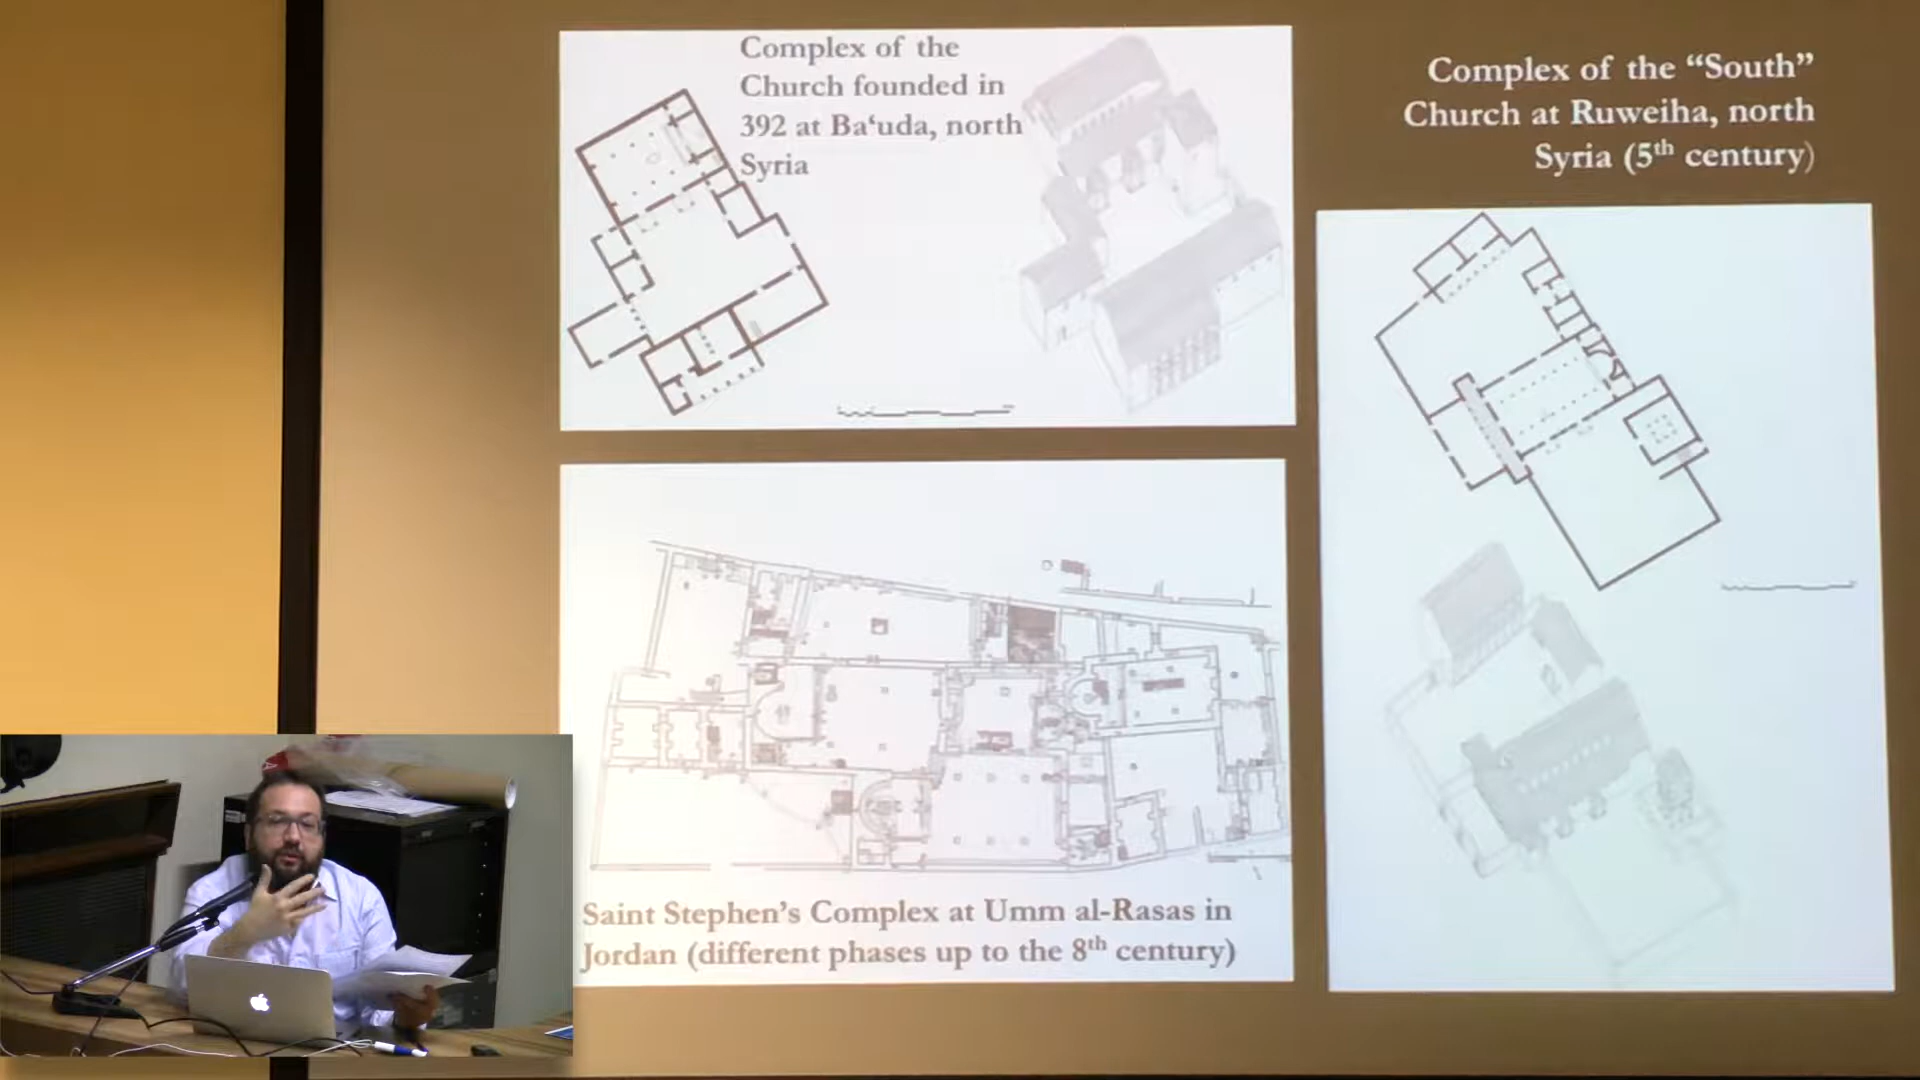 Complex of the
Church founded in
392 at Ba‘uda, north
Syria
Complex of the “South”
Church at Ruweiha, north
Syria (5th century)
Saint Stephen’s Complex at Umm al-Rasas in
Jordan (different phases up to the 8th century)